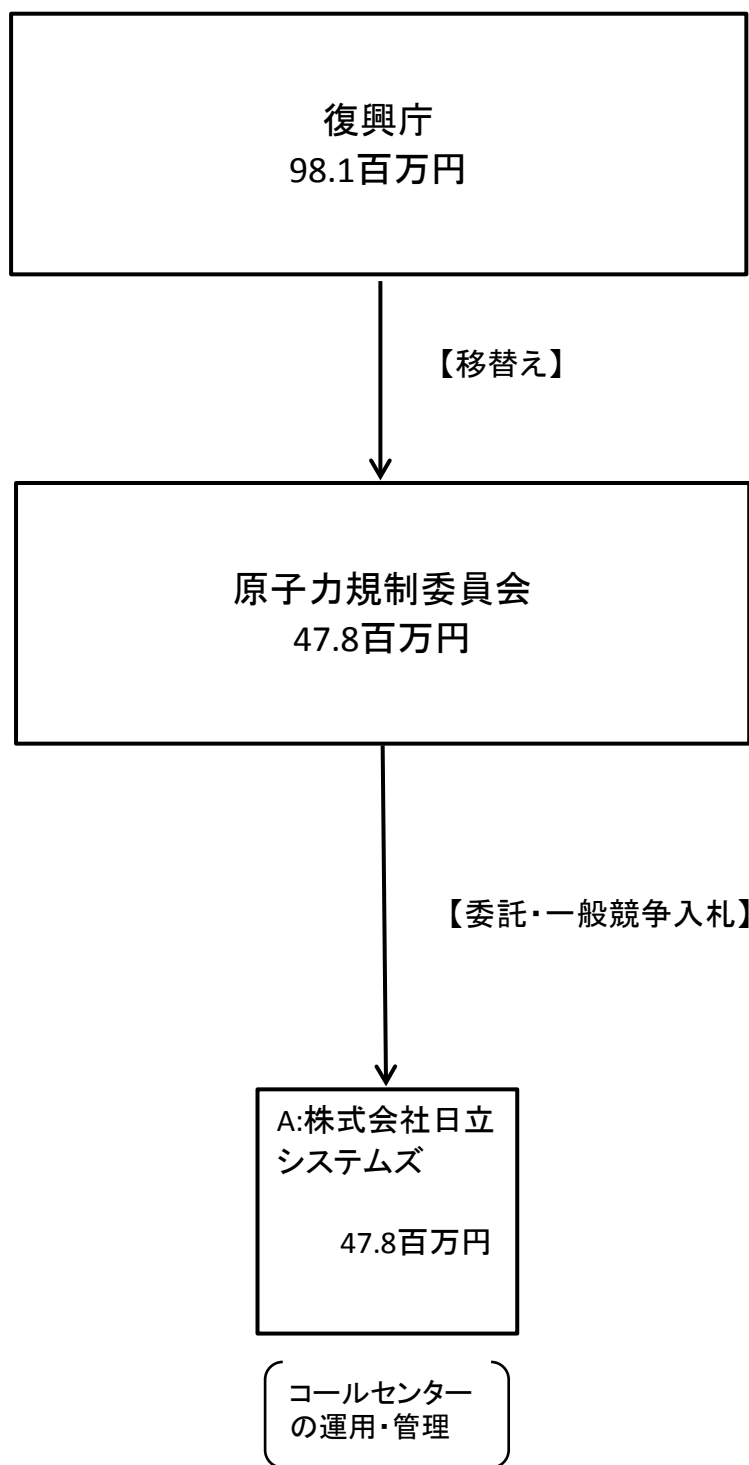 復興庁
98.1百万円
【移替え】
原子力規制委員会
47.8百万円
【委託・一般競争入札】
A:株式会社日立
システムズ
47.8百万円
コールセンター
の運用・管理